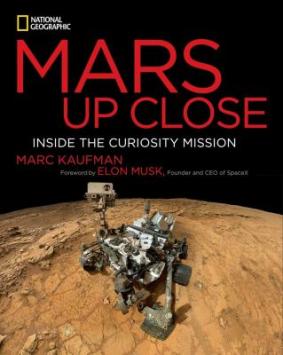 NATIONAL
GEOGRAPHIC
MARS
UP CLOSE
INSIDE THE CURIOSITY MISSION
MARC KAUFMAN
Foreword by ELON MUSK, Founder and CEO of SpaceX